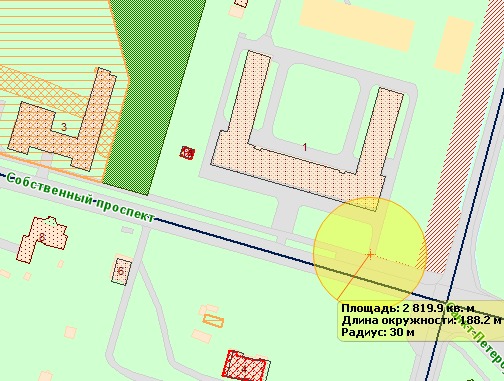 3
1
Собственный проспект
6
Площадь: 2 819.9 кв. м
Длина окружности: 188.2 м
Радиус: 30 м